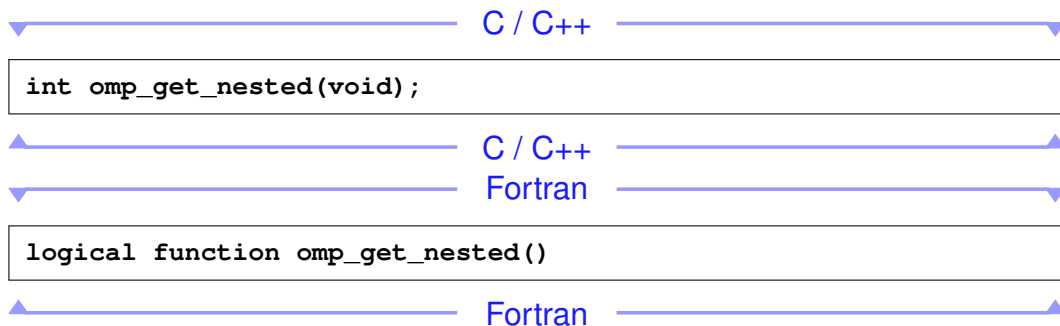 C / C++
int omp_get_nested(void);
C / C++
Fortran
logical function omp_get_nested()
Fortran